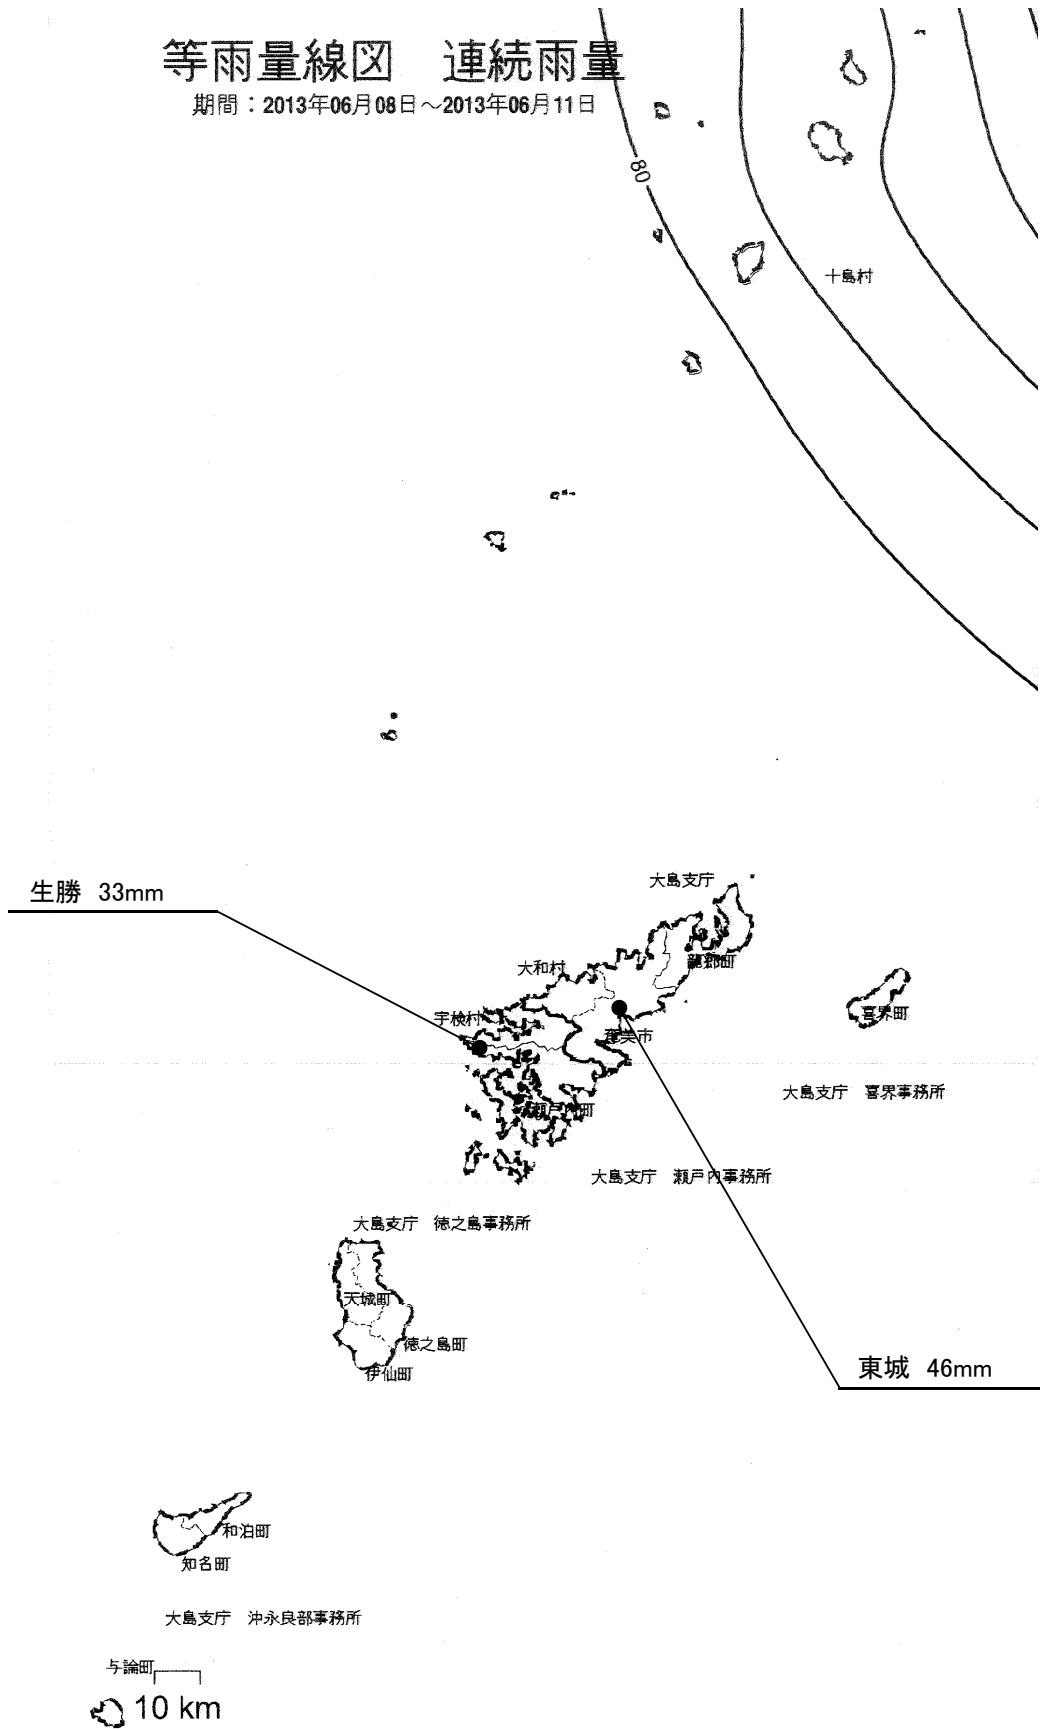 等雨量線図　連続雨量
期間：2013年06月08日～2013年06月11日
80
十島村
生勝　33mm
大島支庁
龍郷町
大和村
宇検村
奄美市
喜界町
大島支庁　喜界事務所
瀬戸内町
大島支庁　瀬戸内事務所
大島支庁　徳之島事務所
天城町
徳之島町
伊仙町
東城　46mm
和泊町
知名町
大島支庁　沖永良部事務所
与論町
10 km